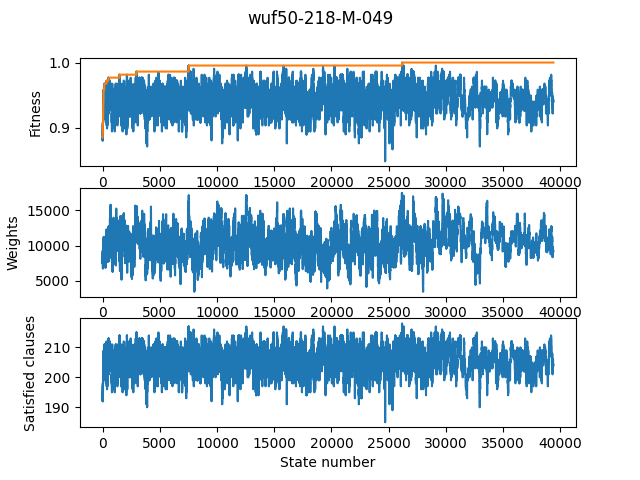 wuf50-218-M-049
1.0
0.9
Fitness
0 5000 10000 15000 20000 25000 30000 35000 40000
15000
10000
5000
Weights
0 5000 10000 15000 20000 25000 30000 35000 40000
210
200
190
Satisfied clauses
0 5000 10000 15000 20000 25000 30000 35000 40000
State number